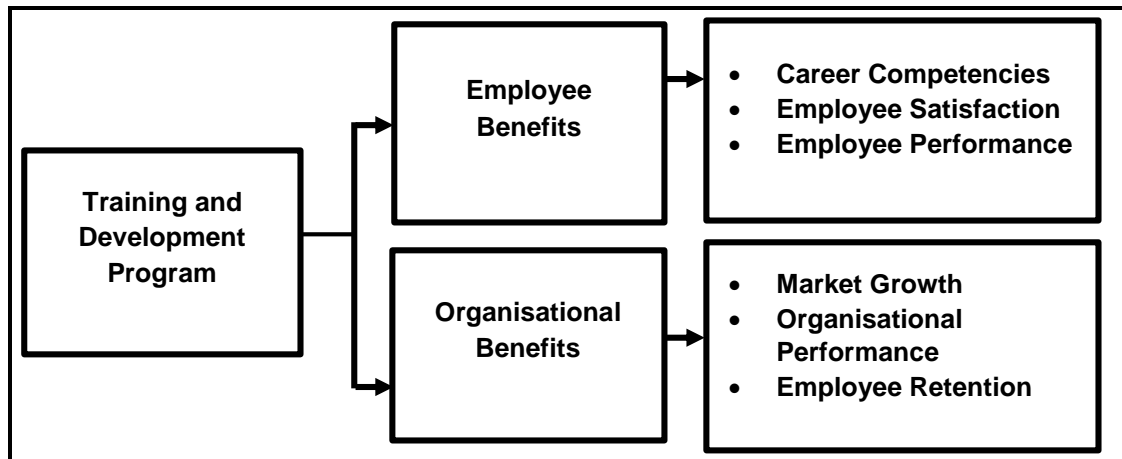 Training and
Development
Program
Employee
Benefits
• Career Competencies
• Employee Satisfaction
• Employee Performance
Organisational
Benefits
• Market Growth
• Organisational
Performance
• Employee Retention